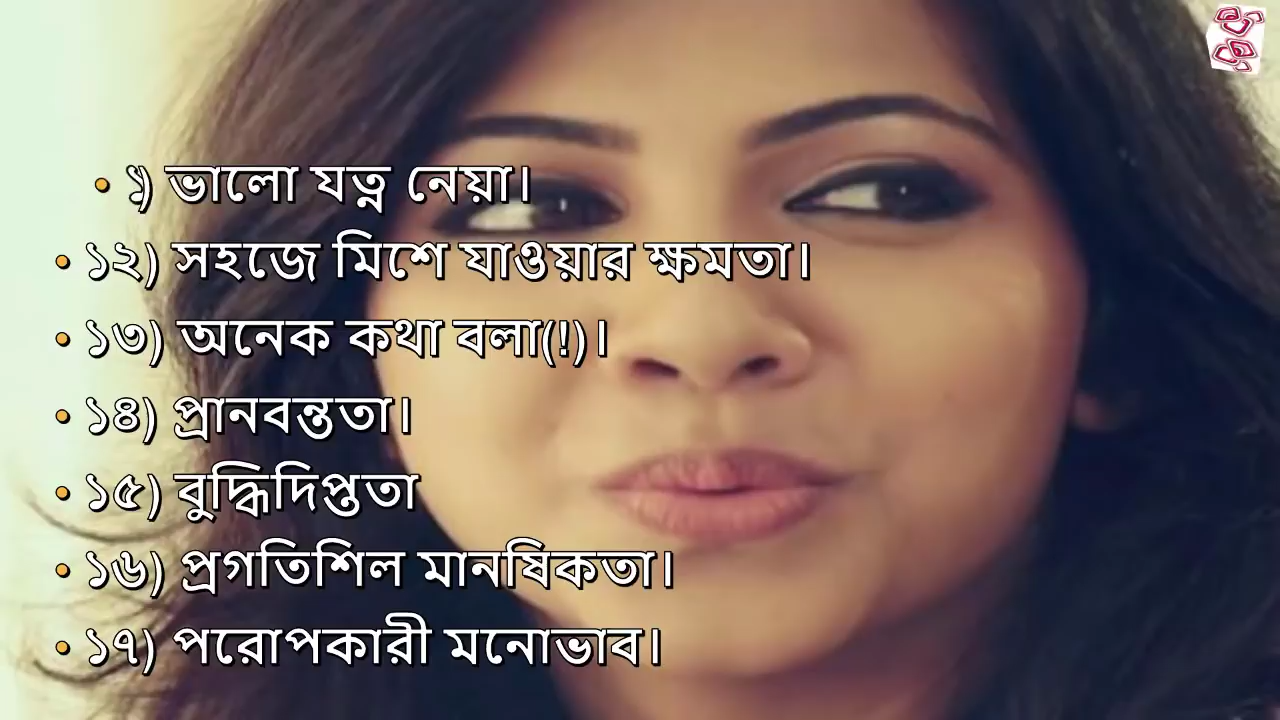 • ১) ভালো যত্ন নেয়া।
• ১২) সহজে মিশে যাওয়ার ক্ষমতা।
• ১৩) অনেক কথা বলা(!)।
• ১৪) প্রানবন্ততা।
• ১৫) বুদ্ধিদিপ্ততা
• ১৬) প্রগতিশিল মানষিকতা।
• ১৭) পরোপকারী মনোভাব।